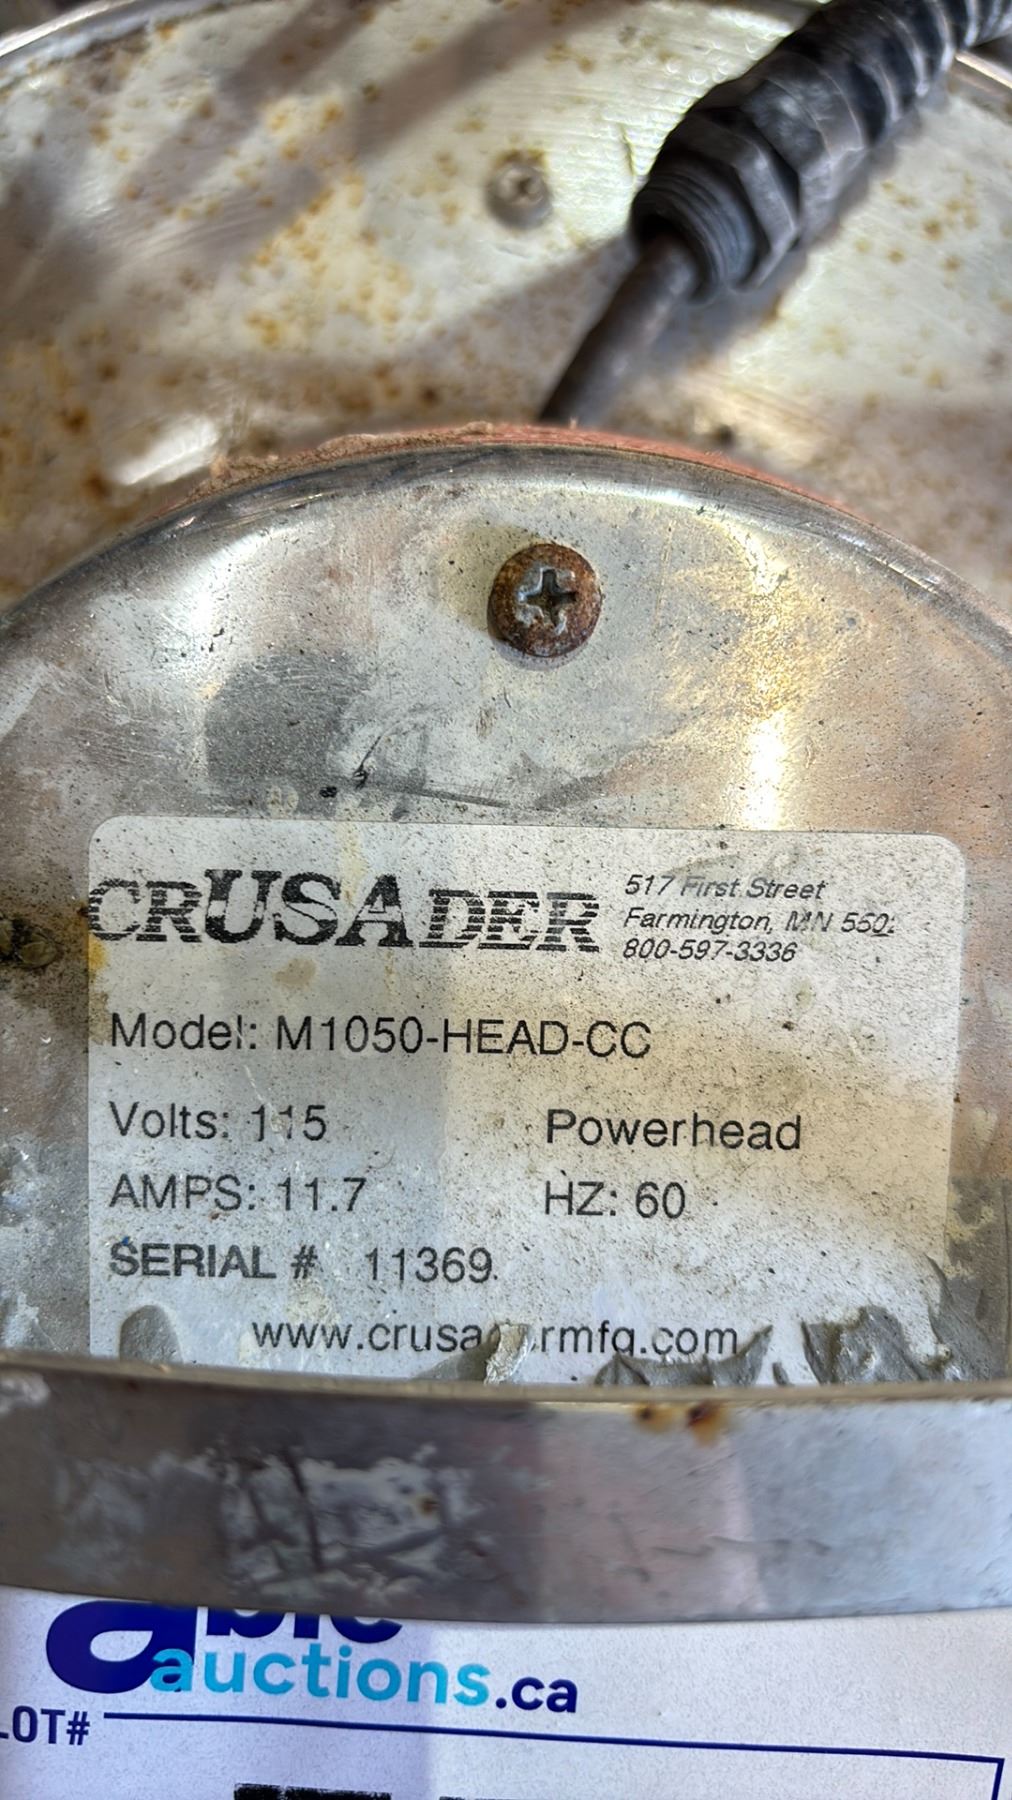 CRUSADER
517 First Street
Farmington, MN
800-597-3336
Model: M1050-HEAD-CC
Volts: 115 Powerhead
AMPS: 11.7 HZ: 60
SERIAL # 11369
auctions.ca
LOT#